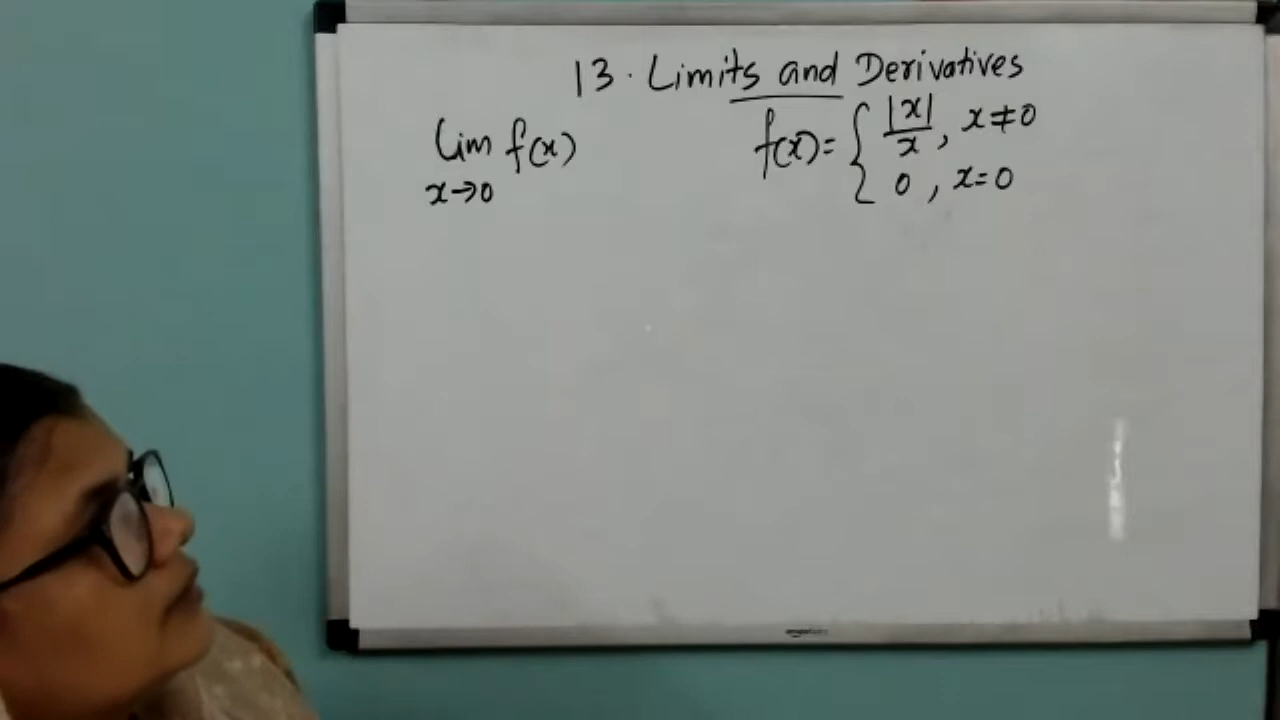 13. Limits and Derivatives
lim f(x)
x→0
f(x)= { |x|/x , x≠0
0 , x=0